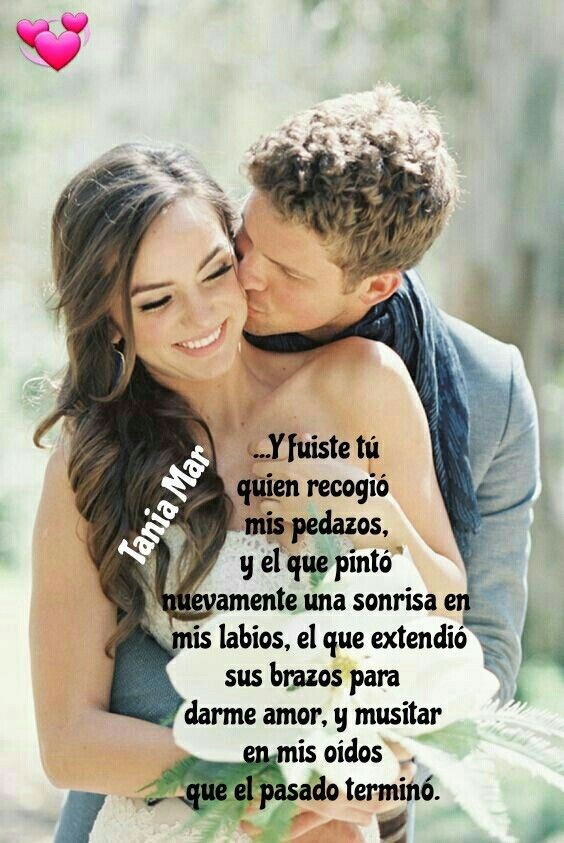 ...Y fuiste tú
quien recogió
mis pedazos,
y el que pintó
nuevamente una sonrisa en
mis labios, el que extendió
sus brazos para
darme amor, y musitar
en mis oídos
que el pasado terminó.
Tania Mar